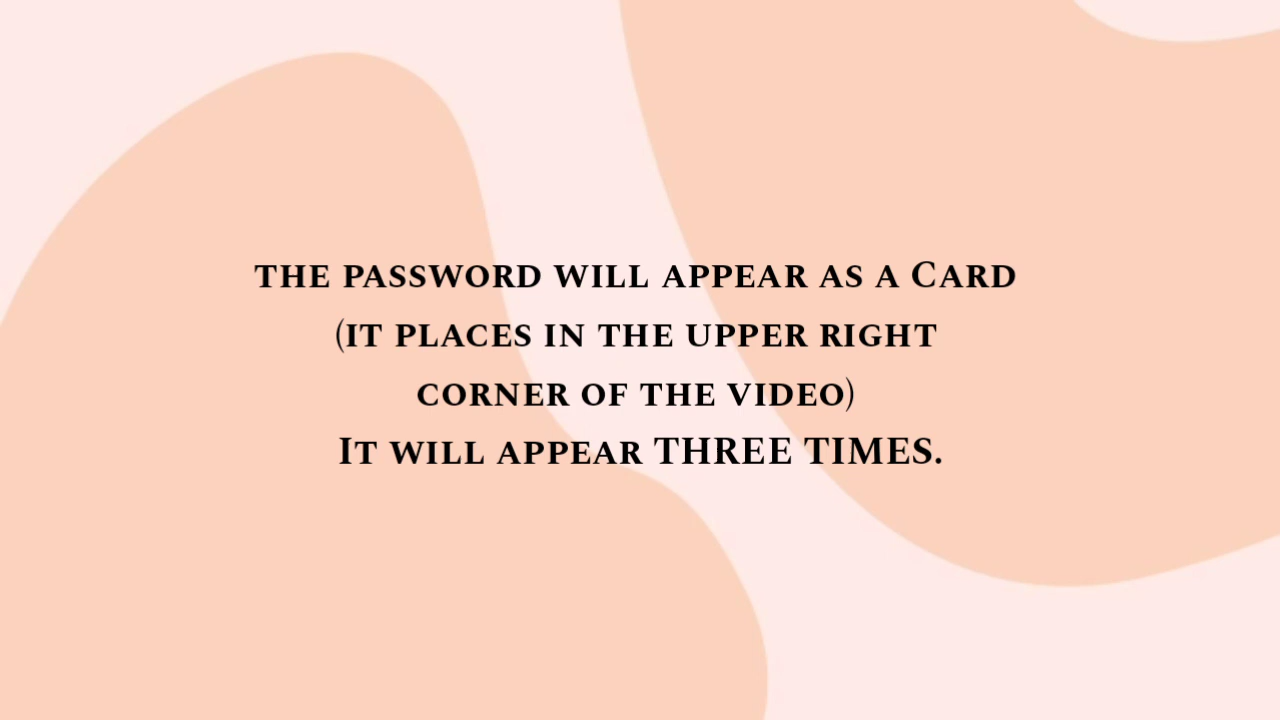 the password will appear as a Card
(it places in the upper right
corner of the video)
It will appear THREE TIMES.